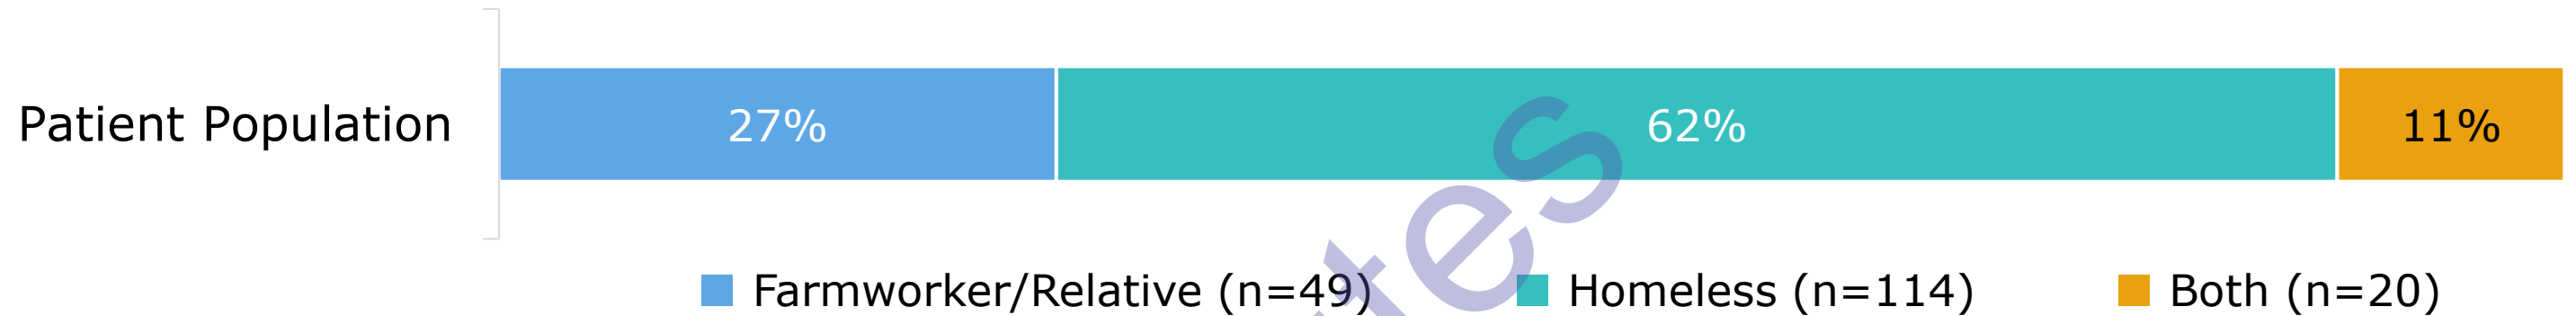 Patient Population
27%
62%
11%
Farmworker/Relative (n=49)
Homeless (n=114)
Both (n=20)